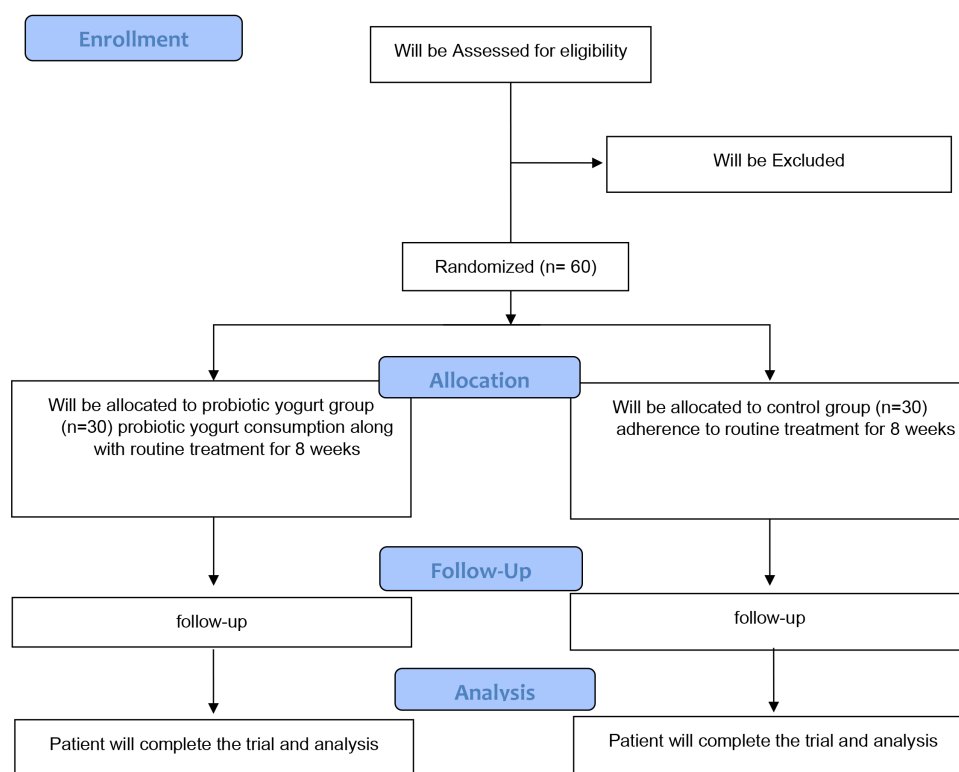 Enrollment
Will be Assessed for eligibility
Will be Excluded
Randomized (n= 60)
Allocation
Will be allocated to probiotic yogurt group
(n=30) probiotic yogurt consumption along
with routine treatment for 8 weeks
Will be allocated to control group (n=30)
adherence to routine treatment for 8 weeks
Follow-Up
follow-up
follow-up
Analysis
Patient will complete the trial and analysis
Patient will complete the trial and analysis